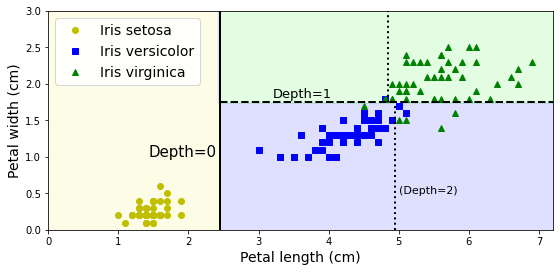 3.0
2.5
2.0
1.5
1.0
0.5
0.0
Petal width (cm)
Iris setosa
Iris versicolor
Iris virginica
Depth=1
Depth=0
(Depth=2)
0 1 2 3 4 5 6 7
Petal length (cm)